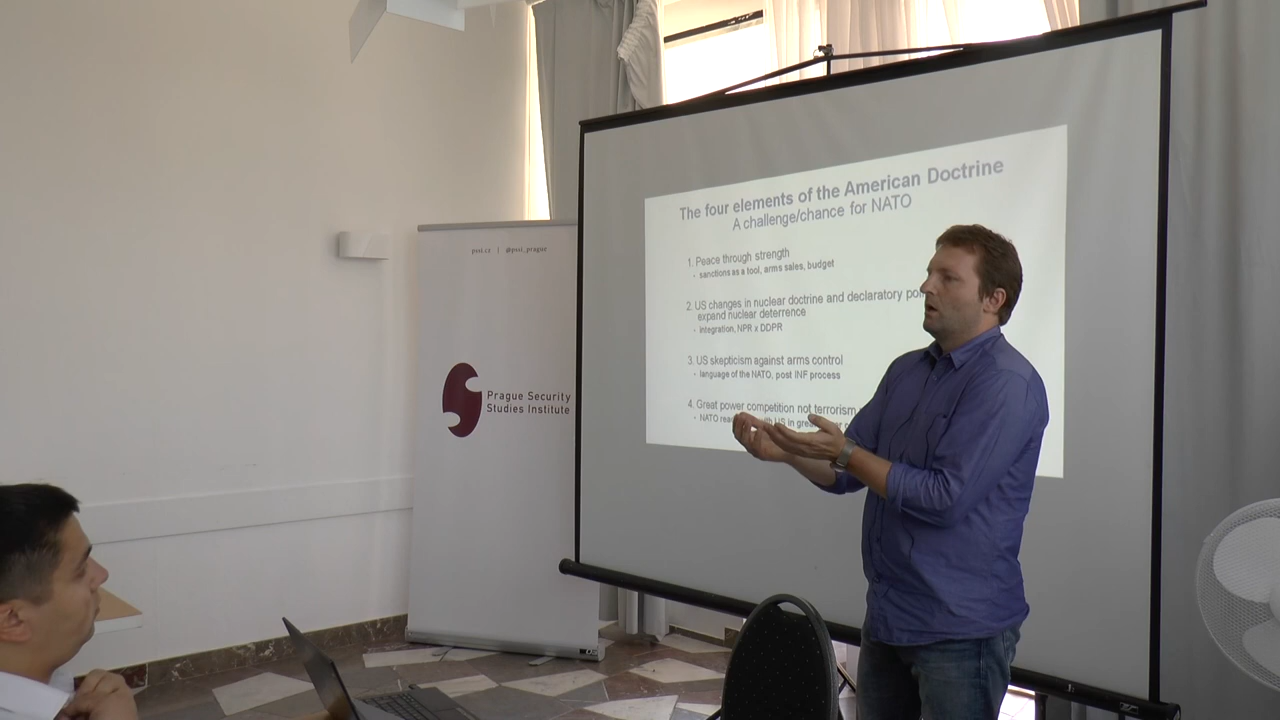 pssi.cz | @pssi_prague
Prague Security
Studies Institute
The four elements of the American Doctrine
A challenge/chance for NATO
1. Peace through strength
- sanctions as a tool, arms sales, budget
2. US changes in nuclear doctrine and declaratory
expand nuclear deterrence
- Integration, NPR x DDPR
3. US skepticism against arms control
- language of the NATO, post INF process
4. Great power competition not terrorism
- NATO with US in